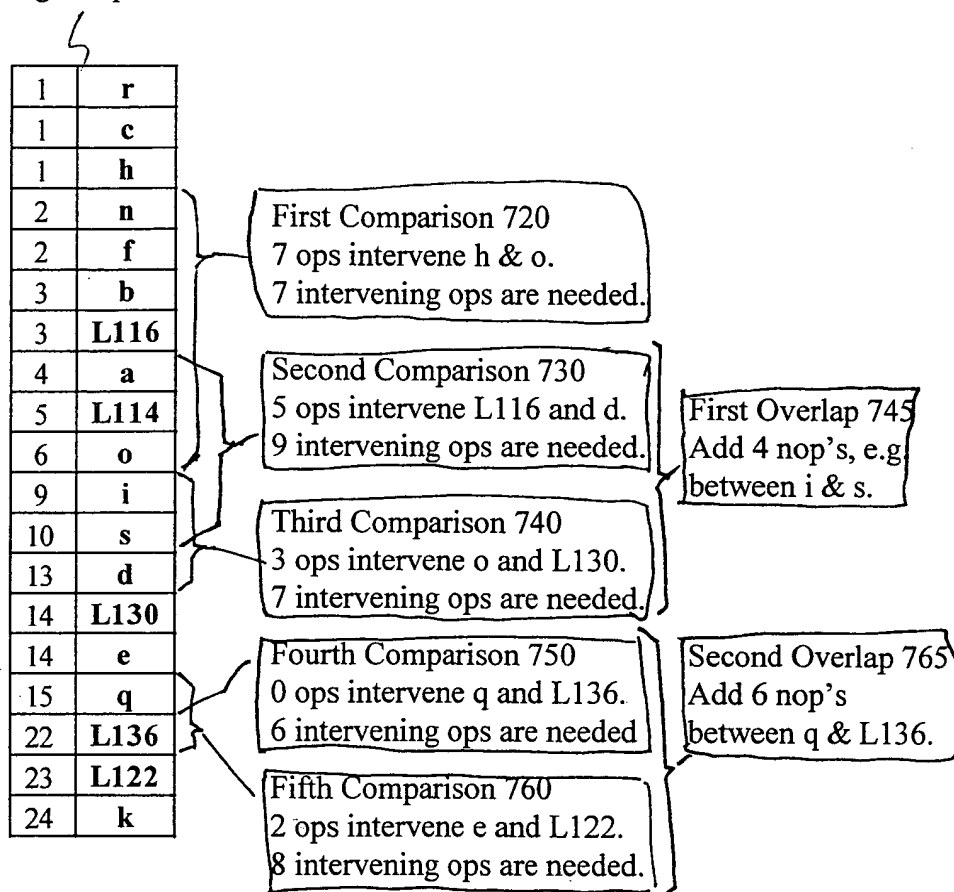 1 r
1 c
1 h
2 n
2 f
3 b
3 L116
4 a
5 L114
6 o
9 i
10 s
13 d
14 L130
14 e
15 q
22 L136
23 L122
24 k
First Comparison 720
7 ops intervene h & o.
7 intervening ops are needed.
Second Comparison 730
5 ops intervene L116 and d.
9 intervening ops are needed.
Third Comparison 740
3 ops intervene o and L130.
7 intervening ops are needed.
First Overlap 745
Add 4 nop's, e.g
between i & s.
Fourth Comparison 750
0 ops intervene q and L136.
6 intervening ops are needed
Fifth Comparison 760
2 ops intervene e and L122.
8 intervening ops are needed.
Second Overlap 765
Add 6 nop's
between q & L136.